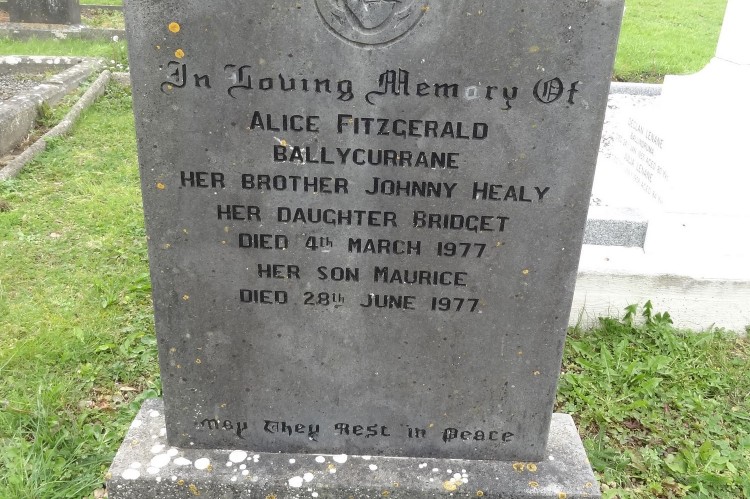 In Loving Memory Of
ALICE FITZGERALD
BALLYCURRANE
HER BROTHER JOHNNY HEALY
HER DAUGHTER BRIDGET
DIED 4th MARCH 1977
HER SON MAURICE
DIED 28th JUNE 1977
May They Rest in Peace